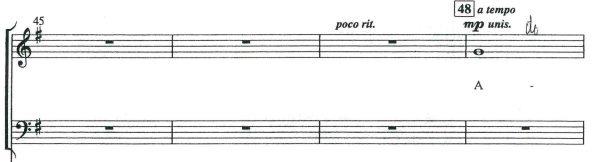 45
poco rit.
48 a tempo
mp unis.
A -